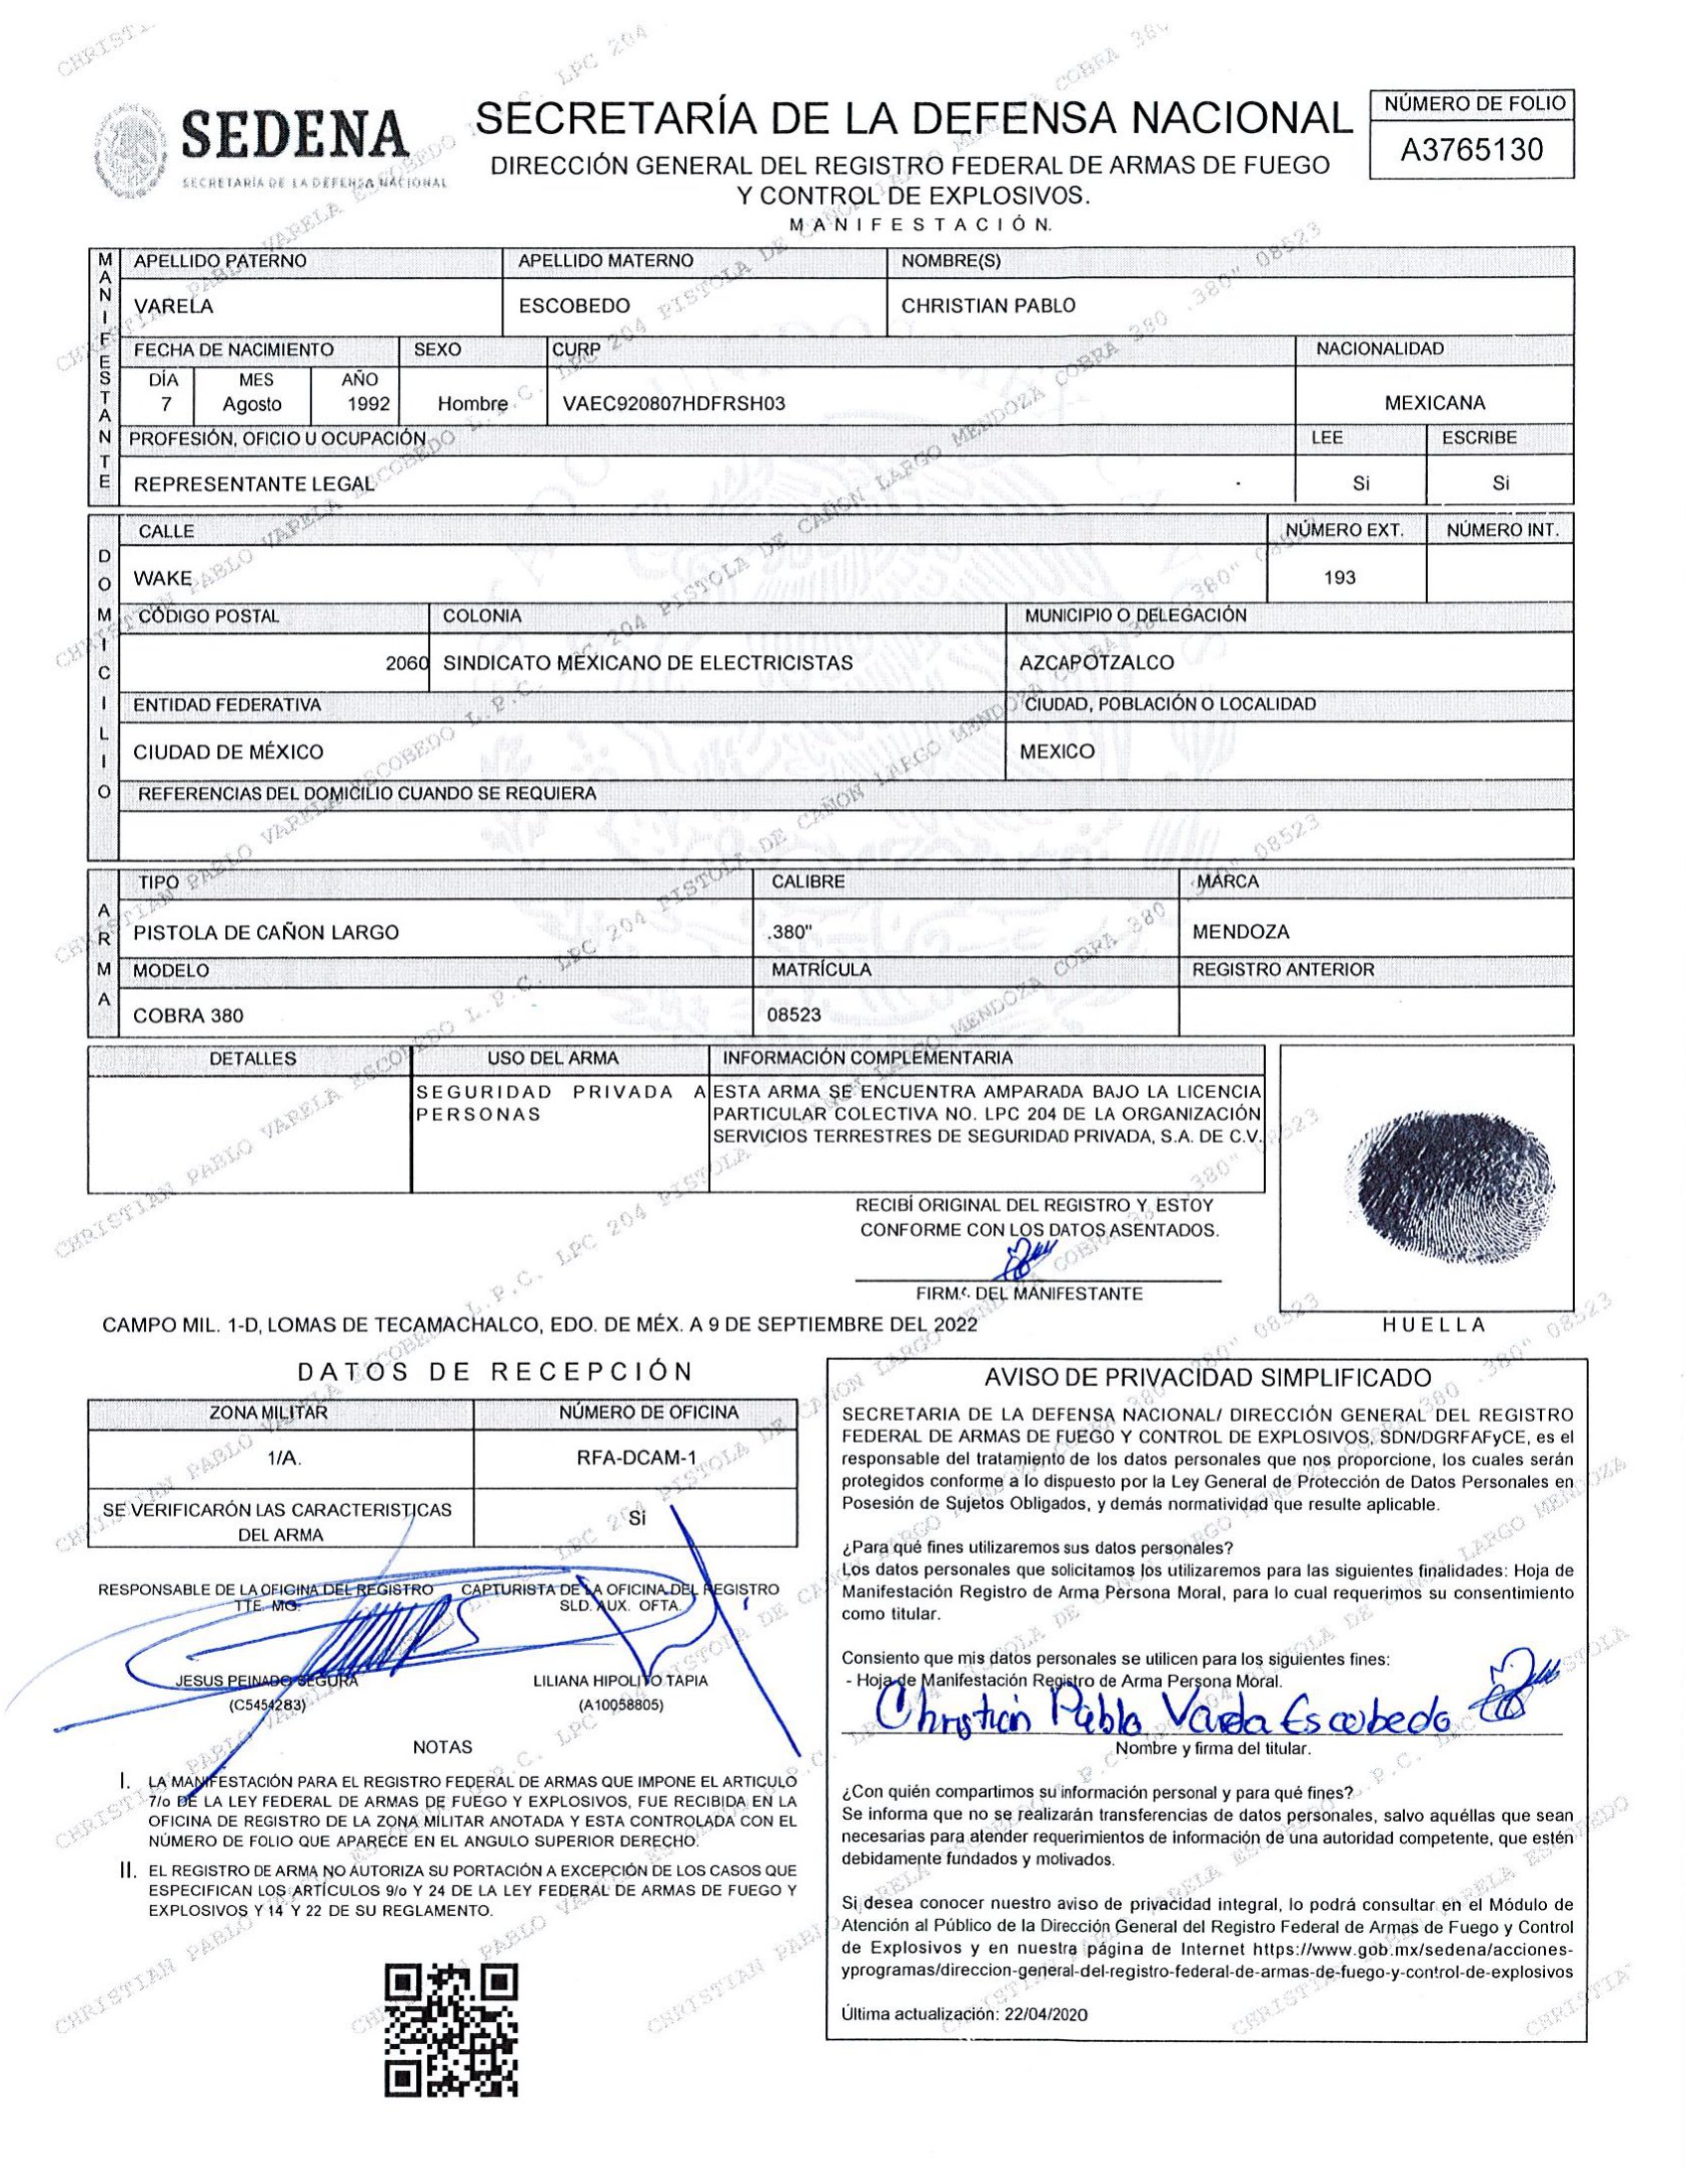 SEDENA
SECRETARÍA DE LA DEFENSA NACIONAL
SECRETARÍA DE LA DEFENSA NACIONAL
DIRECCIÓN GENERAL DEL REGISTRO FEDERAL DE ARMAS DE FUEGO
Y CONTROL DE EXPLOSIVOS.
MANIFESTACIÓN.
NÚMERO DE FOLIO
A3765130
MANIFESTANTE
APELLIDO PATERNO APELLIDO MATERNO NOMBRE(S)
VARELA ESCOBEDO CHRISTIAN PABLO
FECHA DE NACIMIENTO SEXO CURP NACIONALIDAD
DÍA MES AÑO
7 Agosto 1992 Hombre VAEC920807HDFRSH03 MEXICANA
PROFESIÓN, OFICIO U OCUPACIÓN LEE ESCRIBE
REPRESENTANTE LEGAL Si Si
DOMICILIO
CALLE NÚMERO EXT. NÚMERO INT.
WAKE 193
CÓDIGO POSTAL COLONIA MUNICIPIO O DELEGACIÓN
2060 SINDICATO MEXICANO DE ELECTRICISTAS AZCAPOTZALCO
ENTIDAD FEDERATIVA CIUDAD, POBLACIÓN O LOCALIDAD
CIUDAD DE MÉXICO MEXICO
REFERENCIAS DEL DOMICILIO CUANDO SE REQUIERA
ARMA
TIPO CALIBRE MARCA
PISTOLA DE CAÑON LARGO .380" MENDOZA
MODELO MATRÍCULA REGISTRO ANTERIOR
COBRA 380 08523
DETALLES USO DEL ARMA INFORMACIÓN COMPLEMENTARIA
SEGURIDAD PRIVADA A PERSONAS
ESTA ARMA SE ENCUENTRA AMPARADA BAJO LA LICENCIA
PARTICULAR COLECTIVA NO. LPC 204 DE LA ORGANIZACIÓN
SERVICIOS TERRESTRES DE SEGURIDAD PRIVADA, S.A. DE C.V.
RECIBÍ ORIGINAL DEL REGISTRO Y ESTOY
CONFORME CON LOS DATOS ASENTADOS.
FIRMA DEL MANIFESTANTE
HUELLA
CAMPO MIL. 1-D, LOMAS DE TECAMACHALCO, EDO. DE MÉX. A 9 DE SEPTIEMBRE DEL 2022
DATOS DE RECEPCIÓN
ZONA MILITAR NÚMERO DE OFICINA
1/A. RFA-DCAM-1
SE VERIFICARÓN LAS CARACTERISTICAS
DEL ARMA
Si
RESPONSABLE DE LA OFICINA DEL REGISTRO
TTE. MG.
JESUS PEINADO SEGURA
(C5454283)
CAPTURISTA DE LA OFICINA DEL REGISTRO
SLD. AUX. OFTA.
LILIANA HIPOLITO TAPIA
(A10058805)
NOTAS
I. LA MANIFESTACIÓN PARA EL REGISTRO FEDERAL DE ARMAS QUE IMPONE EL ARTICULO
7/o DE LA LEY FEDERAL DE ARMAS DE FUEGO Y EXPLOSIVOS, FUE RECIBIDA EN LA
OFICINA DE REGISTRO DE LA ZONA MILITAR ANOTADA Y ESTA CONTROLADA CON EL
NÚMERO DE FOLIO QUE APARECE EN EL ANGULO SUPERIOR DERECHO.
II. EL REGISTRO DE ARMA NO AUTORIZA SU PORTACIÓN A EXCEPCIÓN DE LOS CASOS QUE
ESPECIFICAN LOS ARTÍCULOS 9/o Y 24 DE LA LEY FEDERAL DE ARMAS DE FUEGO Y
EXPLOSIVOS Y 14 Y 22 DE SU REGLAMENTO.
AVISO DE PRIVACIDAD SIMPLIFICADO
SECRETARIA DE LA DEFENSA NACIONAL/ DIRECCIÓN GENERAL DEL REGISTRO
FEDERAL DE ARMAS DE FUEGO Y CONTROL DE EXPLOSIVOS, SDN/DGRFAFyCE, es el
responsable del tratamiento de los datos personales que nos proporcione, los cuales serán
protegidos conforme a lo dispuesto por la Ley General de Protección de Datos Personales en
Posesión de Sujetos Obligados, y demás normatividad que resulte aplicable.
¿Para qué fines utilizaremos sus datos personales?
Los datos personales que solicitamos los utilizaremos para las siguientes finalidades: Hoja de
Manifestación Registro de Arma Persona Moral, para lo cual requerimos su consentimiento
como titular.
Consiento que mis datos personales se utilicen para los siguientes fines:
- Hoja de Manifestación Registro de Arma Persona Moral.
Christian Pablo Varela Escobedo
Nombre y firma del titular.
¿Con quién compartimos su información personal y para qué fines?
Se informa que no se realizarán transferencias de datos personales, salvo aquéllas que sean
necesarias para atender requerimientos de información de una autoridad competente, que estén
debidamente fundados y motivados.
Si desea conocer nuestro aviso de privacidad integral, lo podrá consultar en el Módulo de
Atención al Público de la Dirección General del Registro Federal de Armas de Fuego y Control
de Explosivos y en nuestra página de Internet https://www.gob.mx/sedena/acciones-
yprogramas/direccion-general-del-registro-federal-de-armas-de-fuego-y-control-de-explosivos
Última actualización: 22/04/2020
CHRISTIAN PABLO VARELA ESCOBEDO L.P.C. LPC 204 PISTOLA DE CAÑON LARGO MENDOZA COBRA 380 .380" 08523